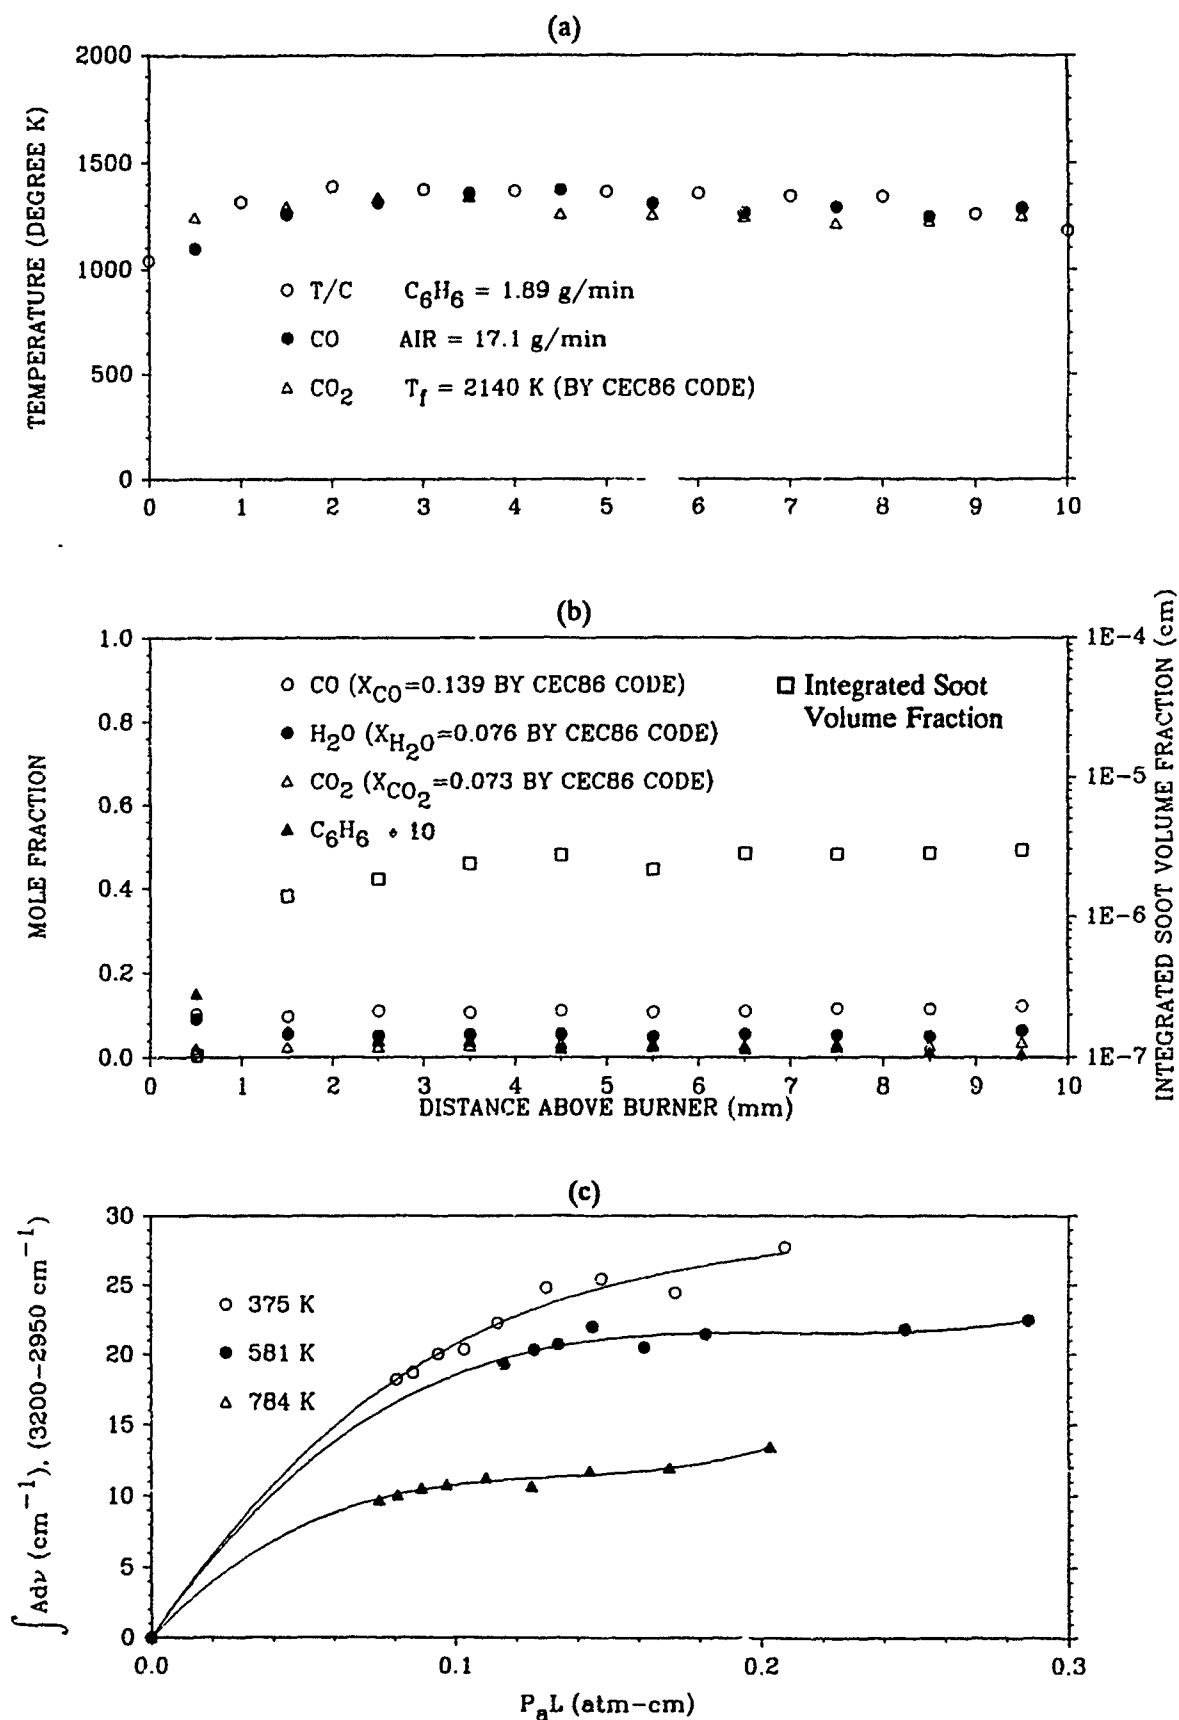 (a)
2000
1500
1000
500
0
TEMPERATURE (DEGREE K)
○ T/C C6H6 = 1.89 g/min
● CO AIR = 17.1 g/min
△ CO2 Tf = 2140 K (BY CEC86 CODE)
0 1 2 3 4 5 6 7 8 9 10
(b)
1.0
0.8
0.6
0.4
0.2
0.0
MOLE FRACTION
○ CO (XCO=0.139 BY CEC86 CODE)
● H2O (XH2O=0.076 BY CEC86 CODE)
△ CO2 (XCO2=0.073 BY CEC86 CODE)
▲ C6H6 * 10
□ Integrated Soot
Volume Fraction
1E-4
1E-5
1E-6
1E-7
INTEGRATED SOOT VOLUME FRACTION (cm)
0 1 2 3 4 5 6 7 8 9 10
DISTANCE ABOVE BURNER (mm)
(c)
30
25
20
15
10
5
0
∫Adν (cm−1), (3200−2950 cm−1)
○ 375 K
● 581 K
△ 784 K
0.0 0.1 0.2 0.3
PaL (atm−cm)